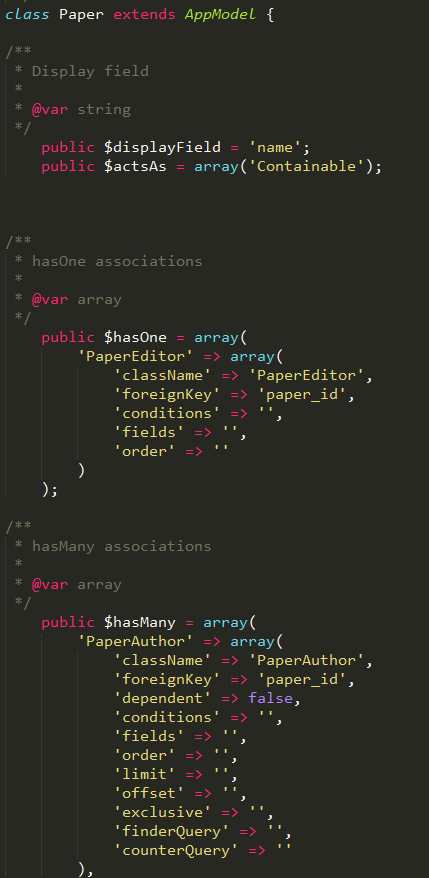 class Paper extends AppModel {
/**
 * Display field
 *
 * @var string
 */
    public $displayField = 'name';
    public $actsAs = array('Containable');
/**
 * hasOne associations
 *
 * @var array
 */
    public $hasOne = array(
        'PaperEditor' => array(
            'className' => 'PaperEditor',
            'foreignKey' => 'paper_id',
            'conditions' => '',
            'fields' => '',
            'order' => ''
        )
    );
/**
 * hasMany associations
 *
 * @var array
 */
    public $hasMany = array(
        'PaperAuthor' => array(
            'className' => 'PaperAuthor',
            'foreignKey' => 'paper_id',
            'dependent' => false,
            'conditions' => '',
            'fields' => '',
            'order' => '',
            'limit' => '',
            'offset' => '',
            'exclusive' => '',
            'finderQuery' => '',
            'counterQuery' => ''
        ),